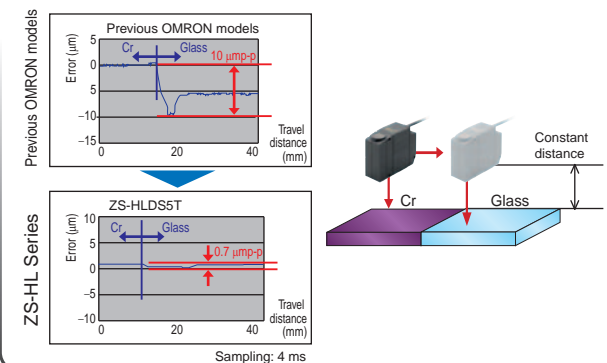 Previous OMRON models
Previous OMRON models
Error (μm)
5
0
5
−10
−15
Cr
Glass
10 μmp-p
0
20
40
Travel
distance
(mm)
ZS-HL Series
ZS-HLDS5T
Error (μm)
10
5
0
−5
−10
Cr
Glass
0.7 μmp-p
0
20
40
Travel
distance
(mm)
Sampling: 4 ms
Constant
distance
Cr
Glass